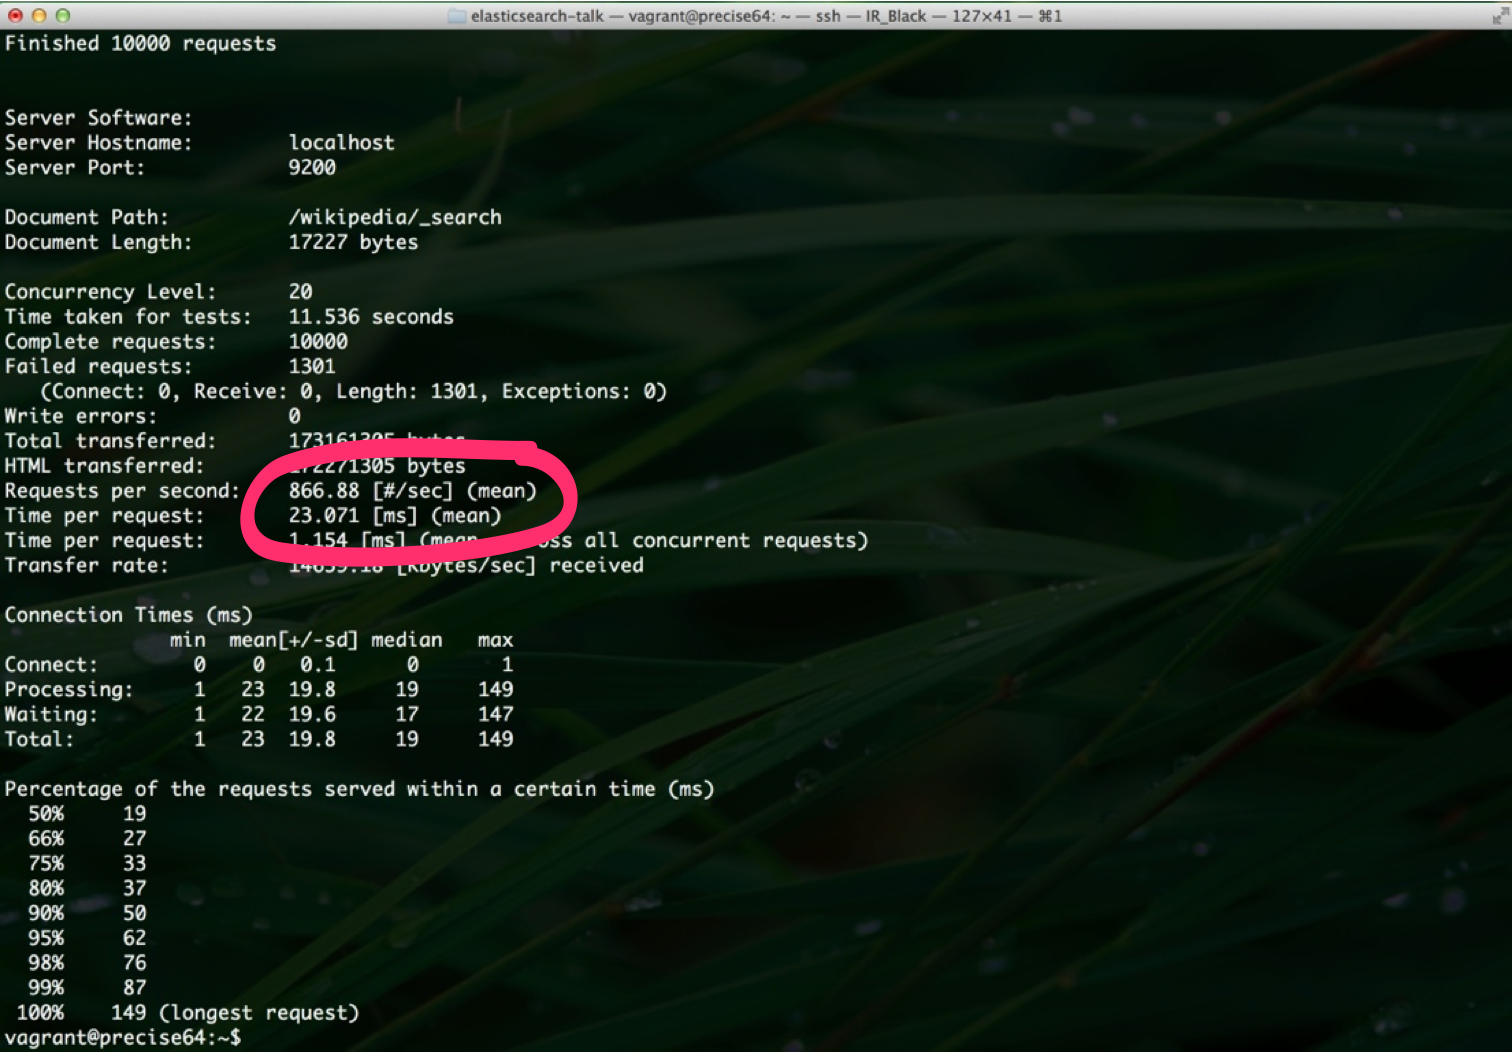 elasticsearch-talk — vagrant@precise64: ~ — ssh — IR_Black — 127×41 — ⌘1
Finished 10000 requests
Server Software:
Server Hostname: localhost
Server Port: 9200
Document Path: /wikipedia/_search
Document Length: 17227 bytes
Concurrency Level: 20
Time taken for tests: 11.536 seconds
Complete requests: 10000
Failed requests: 1301
(Connect: 0, Receive: 0, Length: 1301, Exceptions: 0)
Write errors: 0
Total transferred: 173161305 bytes
HTML transferred: 172271305 bytes
Requests per second: 866.88 [#/sec] (mean)
Time per request: 23.071 [ms] (mean)
Time per request: 1.154 [ms] (mean, all concurrent requests)
Transfer rate: [Kbytes/sec] received
Connection Times (ms)
min mean[+/-sd] median max
Connect: 0 0 0.1 0 1
Processing: 1 23 19.8 19 149
Waiting: 1 22 19.6 17 147
Total: 1 23 19.8 19 149
Percentage of the requests served within a certain time (ms)
50% 19
66% 27
75% 33
80% 37
90% 50
95% 62
98% 76
99% 87
100% 149 (longest request)
vagrant@precise64:~$